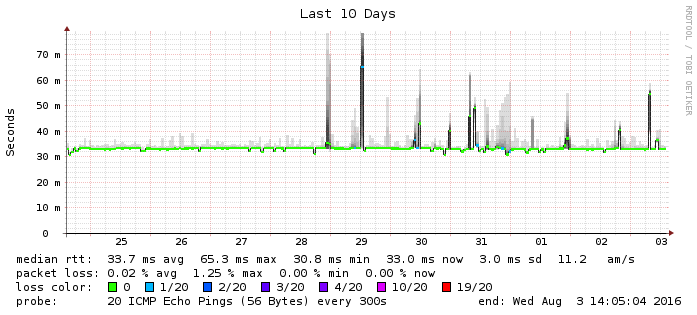 Last 10 Days
RRDTOOL / TOBI OETIKER
Seconds
70 m
60 m
50 m
40 m
30 m
20 m
10 m
0
25 26 27 28 29 30 31 01 02 03
median rtt: 33.7 ms avg 65.3 ms max 30.8 ms min 33.0 ms now 3.0 ms sd 11.2 am/s
packet loss: 0.02 % avg 1.25 % max 0.00 % min 0.00 % now
loss color: 0 1/20 2/20 3/20 4/20 10/20 19/20
probe: 20 ICMP Echo Pings (56 Bytes) every 300s end: Wed Aug 3 14:05:04 2016